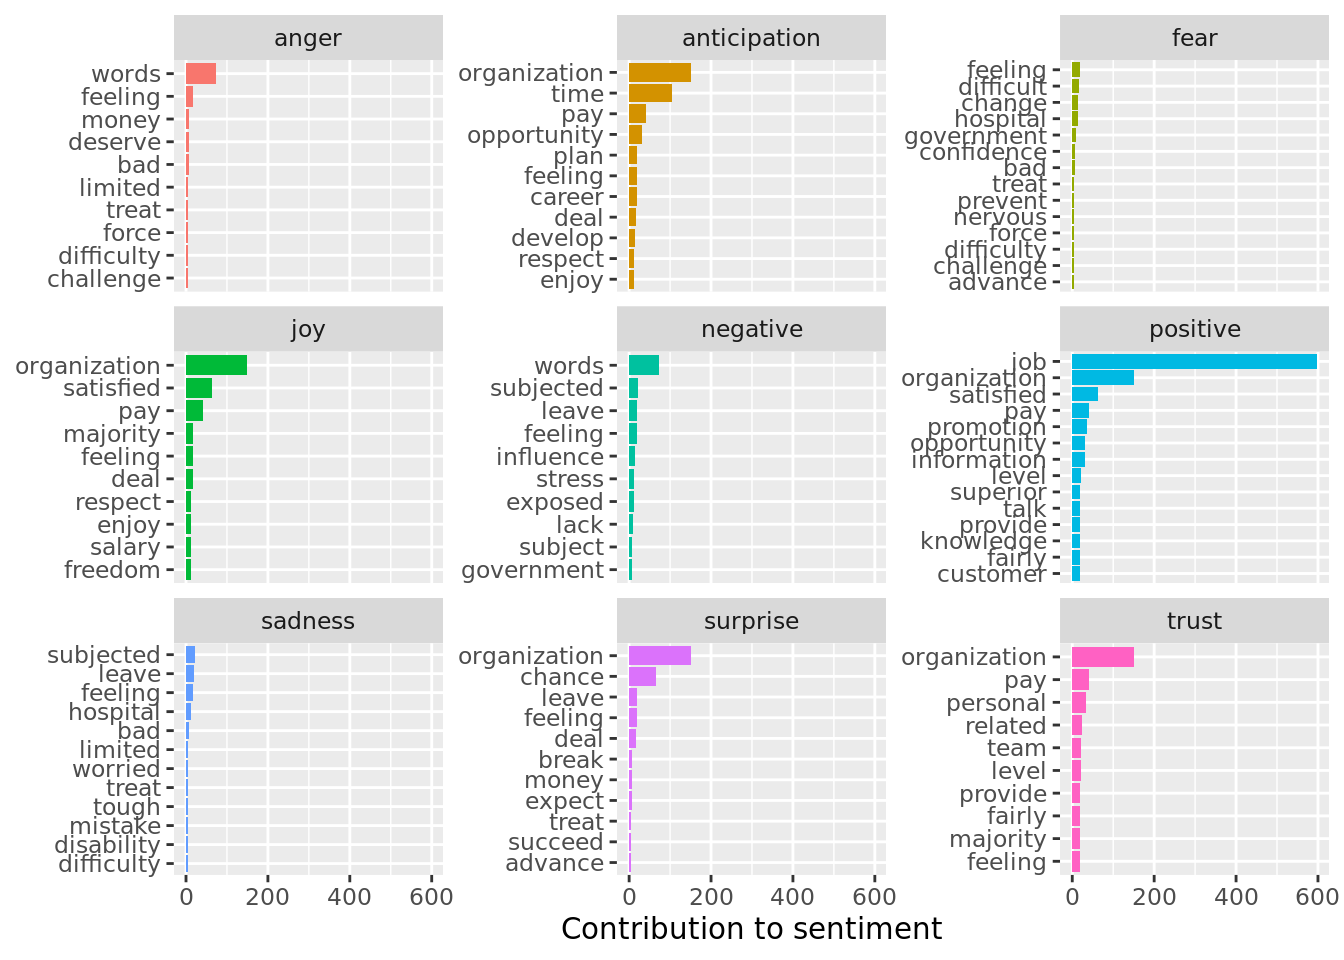 anger
words
feeling
money
deserve
bad
limited
treat
force
difficulty
challenge
anticipation
organization
time
pay
opportunity
plan
feeling
career
deal
develop
respect
enjoy
fear
feeling
difficult
change
hospital
government
confidence
bad
treat
prevent
nervous
force
difficulty
challenge
advance
joy
organization
satisfied
pay
majority
feeling
deal
respect
enjoy
salary
freedom
negative
words
subjected
leave
feeling
influence
stress
exposed
lack
subject
government
positive
job
organization
satisfied
pay
promotion
opportunity
information
level
superior
talk
provide
knowledge
fairly
customer
sadness
subjected
leave
feeling
hospital
bad
limited
worried
treat
tough
mistake
disability
difficulty
0 200 400 600
surprise
organization
chance
leave
feeling
deal
break
money
expect
treat
succeed
advance
0 200 400 600
trust
organization
pay
personal
related
team
level
provide
fairly
majority
feeling
0 200 400 600
Contribution to sentiment